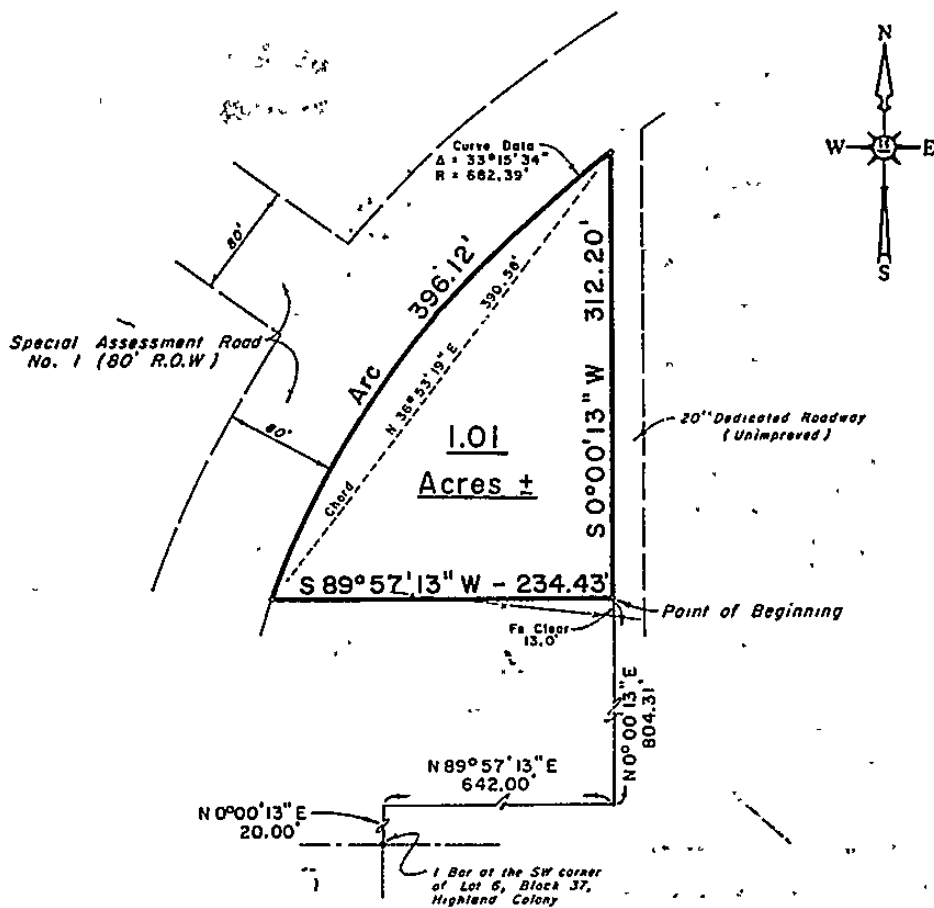 N
W
E
S
Curve Data
Δ = 33°15'34"
R = 682.39'
80'
Special Assessment Road
No. 1 (80' R.O.W)
80'
Arc 396.12'
Chord N 36°53'19" E 390.58'
312.20'
S 0°00'13" W
20' Dedicated Roadway
(Unimproved)
1.01
Acres ±
S 89°57'13" W - 234.43'
Point of Beginning
Fe Clear
13.0'
N 0°00'13" E
804.31'
N 89°57'13" E
642.00'
N 0°00'13" E
20.00'
I Bar at the SW corner
of Lot 6, Block 37,
Highland Colony